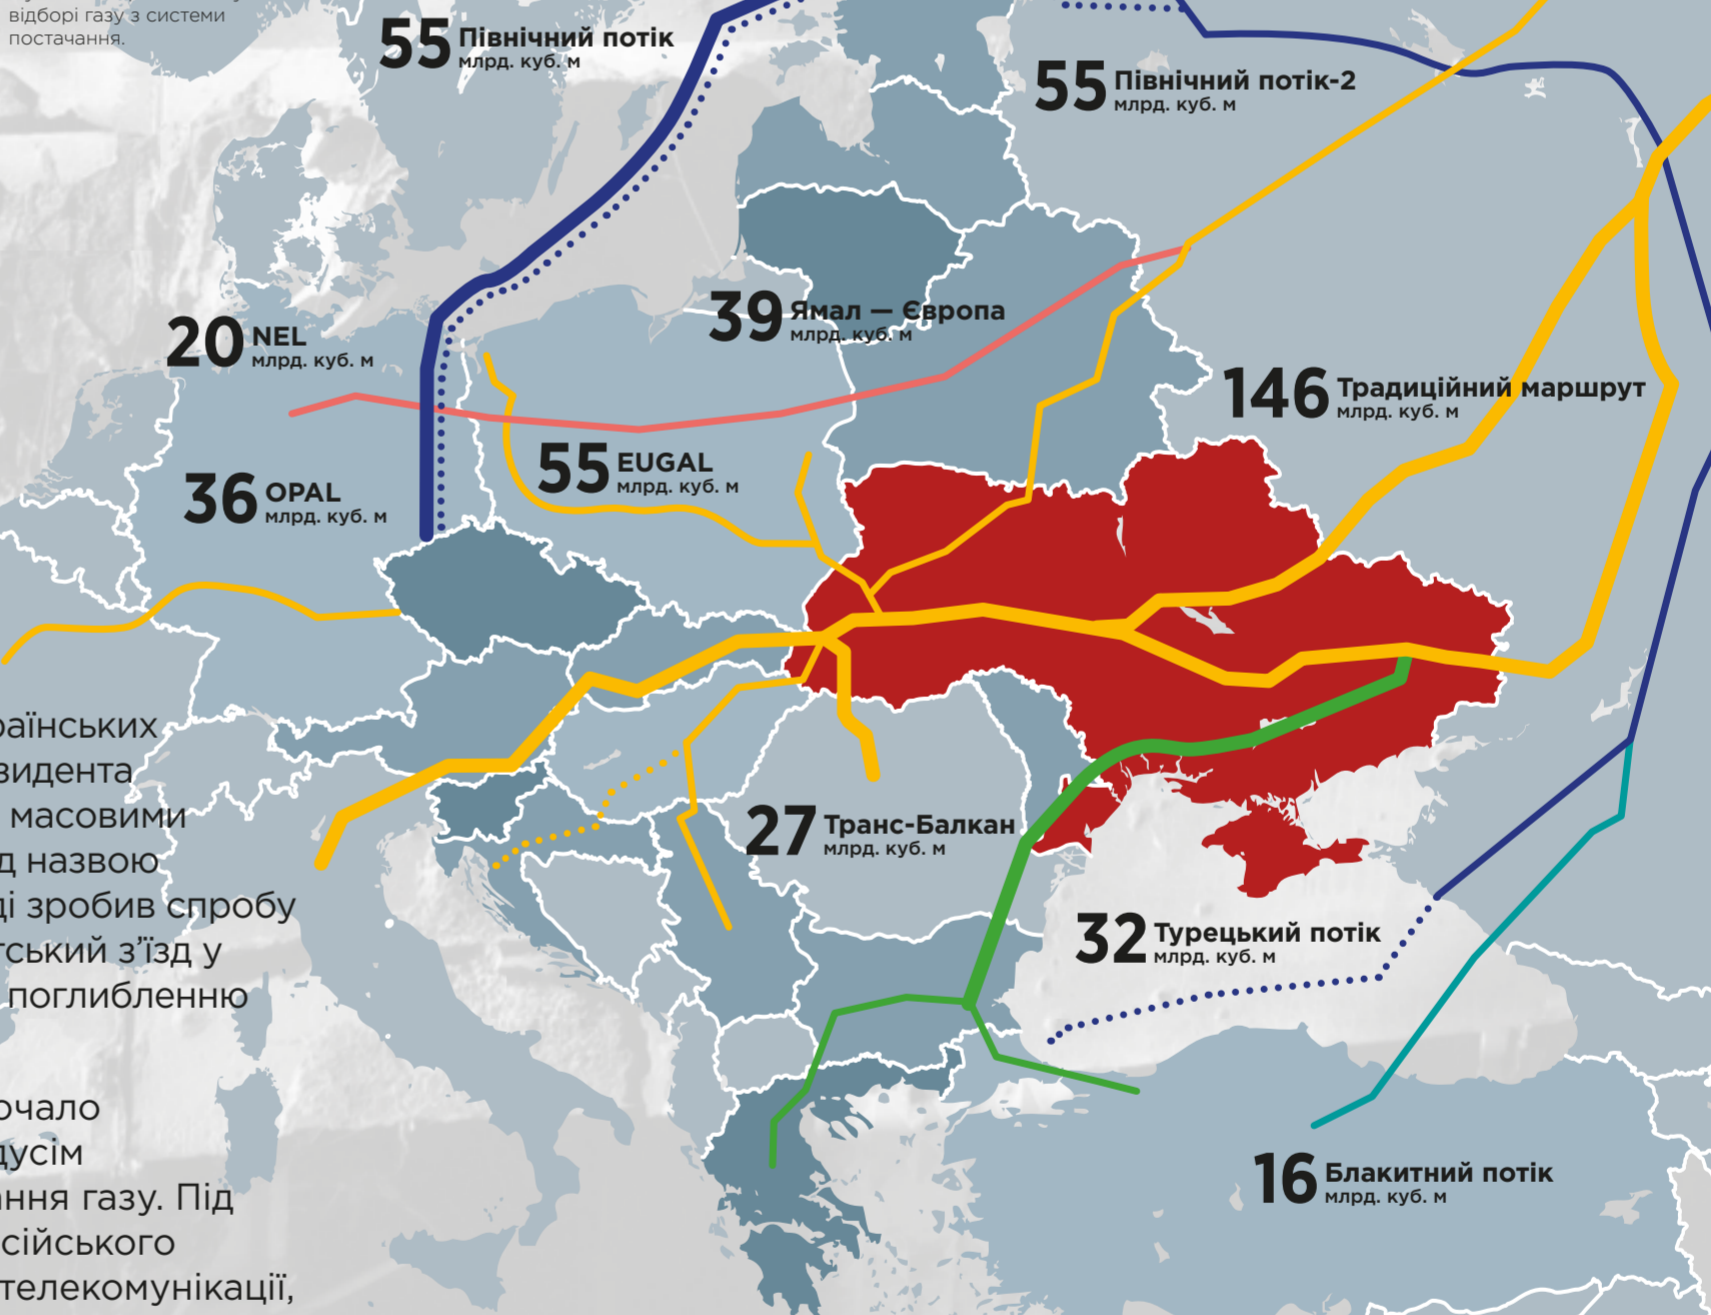 відборі газу з системи
постачання.
55 Північний потік
млрд. куб. м
55 Північний потік-2
млрд. куб. м
20 NEL
млрд. куб. м
39 Ямал — Європа
млрд. куб. м
146 Традиційний маршрут
млрд. куб. м
36 OPAL
млрд. куб. м
55 EUGAL
млрд. куб. м
27 Транс-Балкан
млрд. куб. м
32 Турецький потік
млрд. куб. м
16 Блакитний потік
млрд. куб. м
раїнських
зидента
масовими
д назвою
ді зробив спробу
тський з’їзд у
поглибленню
очало
дусім
ання газу. Під
сійського
телекомунікації,